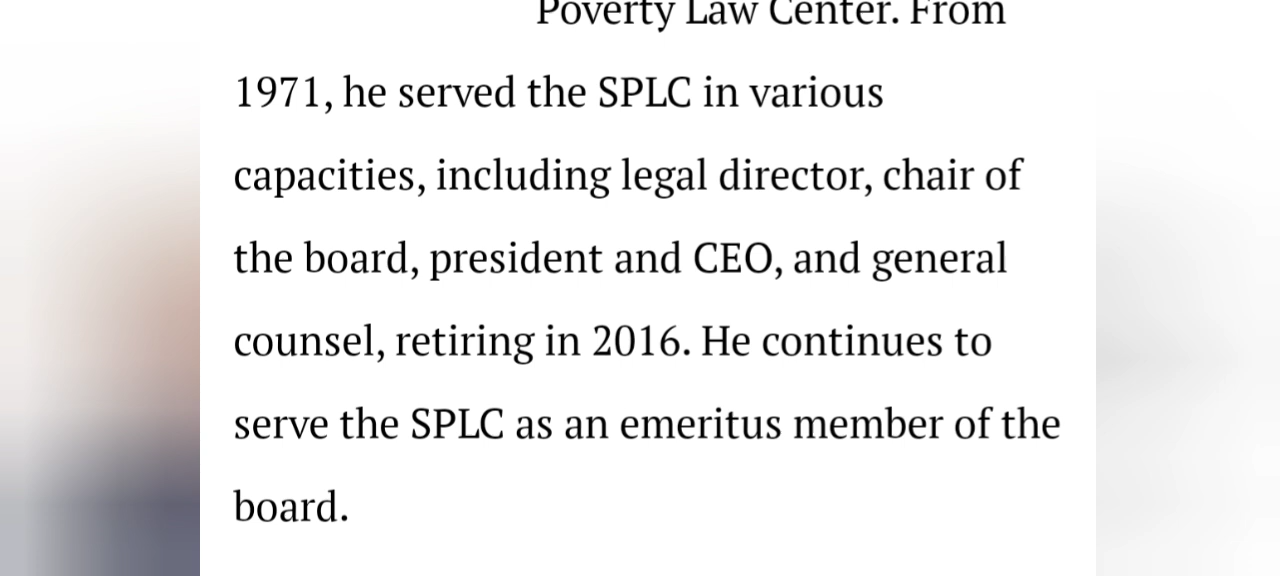 Poverty Law Center. From
1971, he served the SPLC in various
capacities, including legal director, chair of
the board, president and CEO, and general
counsel, retiring in 2016. He continues to
serve the SPLC as an emeritus member of the
board.